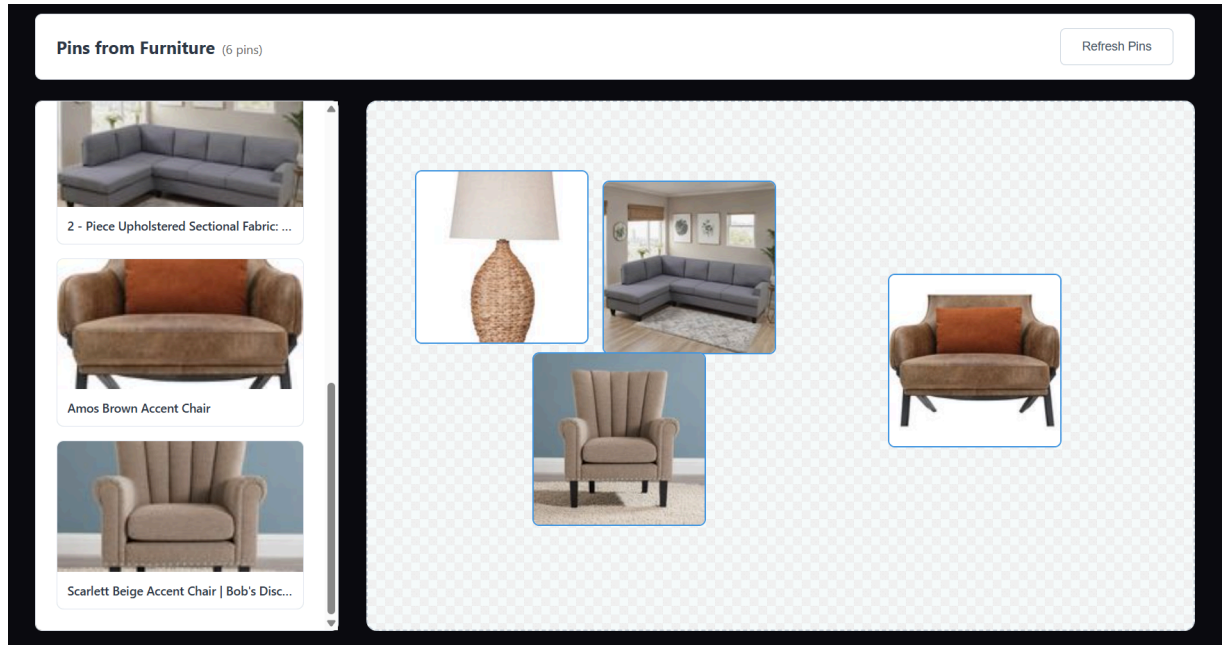 Pins from Furniture (6 pins)
Refresh Pins
2 - Piece Upholstered Sectional Fabric: ...
Amos Brown Accent Chair
Scarlett Beige Accent Chair | Bob's Disc...